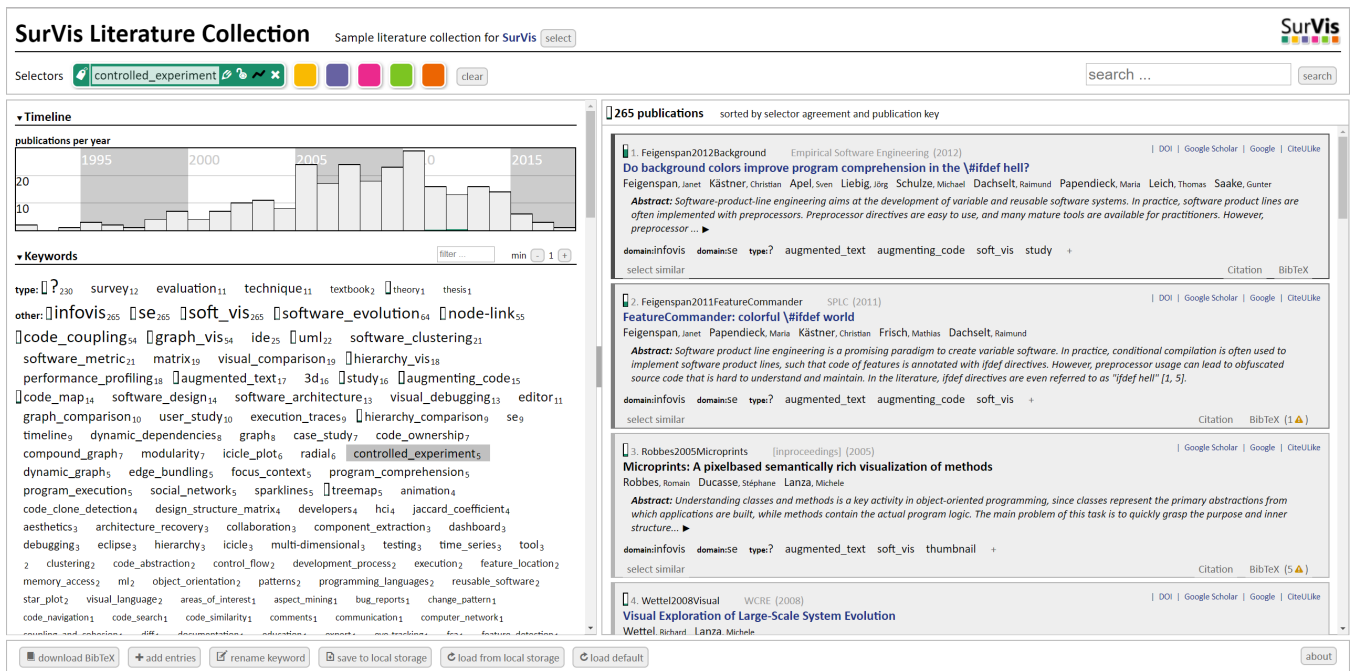 SurVis Literature Collection Sample literature collection for SurVis select
SurVis
Selectors controlled_experiment clear search ... search
▾Timeline
publications per year
1995 2000 2005 0 2015
20
10
▾Keywords filter ... min - 1 +
type: ?230 survey12 evaluation11 technique11 textbook2 theory1 thesis1
other: infovis265 se265 soft_vis265 software_evolution64 node-link55
code_coupling54 graph_vis54 ide25 uml22 software_clustering21
software_metric21 matrix19 visual_comparison19 hierarchy_vis18
performance_profiling18 augmented_text17 3d16 study16 augmenting_code15
code_map14 software_design14 software_architecture13 visual_debugging13 editor11
graph_comparison10 user_study10 execution_traces9 hierarchy_comparison9 se9
timeline9 dynamic_dependencies8 graph8 case_study7 code_ownership7
compound_graph7 modularity7 icicle_plot6 radial6 controlled_experiment5
dynamic_graph5 edge_bundling5 focus_context5 program_comprehension5
program_execution5 social_network5 sparklines5 treemap5 animation4
code_clone_detection4 design_structure_matrix4 developers4 hci4 jaccard_coefficient4
aesthetics3 architecture_recovery3 collaboration3 component_extraction3 dashboard3
debugging3 eclipse3 hierarchy3 icicle3 multi-dimensional3 testing3 time_series3 tool3
2 clustering2 code_abstraction2 control_flow2 development_process2 execution2 feature_location2
memory_access2 ml2 object_orientation2 patterns2 programming_languages2 reusable_software2
star_plot2 visual_language2 areas_of_interest1 aspect_mining1 bug_reports1 change_pattern1
code_navigation1 code_search1 code_similarity1 comments1 communication1 computer_network1
coupling_and_cohesion1 diff1 documentation1 education1 expert1 eye-tracking1 fca1 feature_detection1
265 publications sorted by selector agreement and publication key
1. Feigenspan2012Background Empirical Software Engineering (2012) | DOI | Google Scholar | Google | CiteULike
Do background colors improve program comprehension in the \#ifdef hell?
Feigenspan, Janet Kästner, Christian Apel, Sven Liebig, Jörg Schulze, Michael Dachselt, Raimund Papendieck, Maria Leich, Thomas Saake, Gunter
Abstract: Software-product-line engineering aims at the development of variable and reusable software systems. In practice, software product lines are
often implemented with preprocessors. Preprocessor directives are easy to use, and many mature tools are available for practitioners. However,
preprocessor ... ▶
domain:infovis domain:se type:? augmented_text augmenting_code soft_vis study +
select similar Citation BibTeX
2. Feigenspan2011FeatureCommander SPLC (2011) | DOI | Google Scholar | Google | CiteULike
FeatureCommander: colorful \#ifdef world
Feigenspan, Janet Papendieck, Maria Kästner, Christian Frisch, Mathias Dachselt, Raimund
Abstract: Software product line engineering is a promising paradigm to create variable software. In practice, conditional compilation is often used to
implement software product lines, such that code of features is annotated with ifdef directives. However, preprocessor usage can lead to obfuscated
source code that is hard to understand and maintain. In the literature, ifdef directives are even referred to as "ifdef hell" [1, 5].
domain:infovis domain:se type:? augmented_text augmenting_code soft_vis +
select similar Citation BibTeX (1⚠)
3. Robbes2005Microprints [inproceedings] (2005) | Google Scholar | Google | CiteULike
Microprints: A pixelbased semantically rich visualization of methods
Robbes, Romain Ducasse, Stéphane Lanza, Michele
Abstract: Understanding classes and methods is a key activity in object-oriented programming, since classes represent the primary abstractions from
which applications are built, while methods contain the actual program logic. The main problem of this task is to quickly grasp the purpose and inner
structure... ▶
domain:infovis domain:se type:? augmented_text soft_vis thumbnail +
select similar Citation BibTeX (5⚠)
4. Wettel2008Visual WCRE (2008) | DOI | Google Scholar | Google | CiteULike
Visual Exploration of Large-Scale System Evolution
Wettel, Richard Lanza, Michele
download BibTeX + add entries rename keyword save to local storage load from local storage load default about